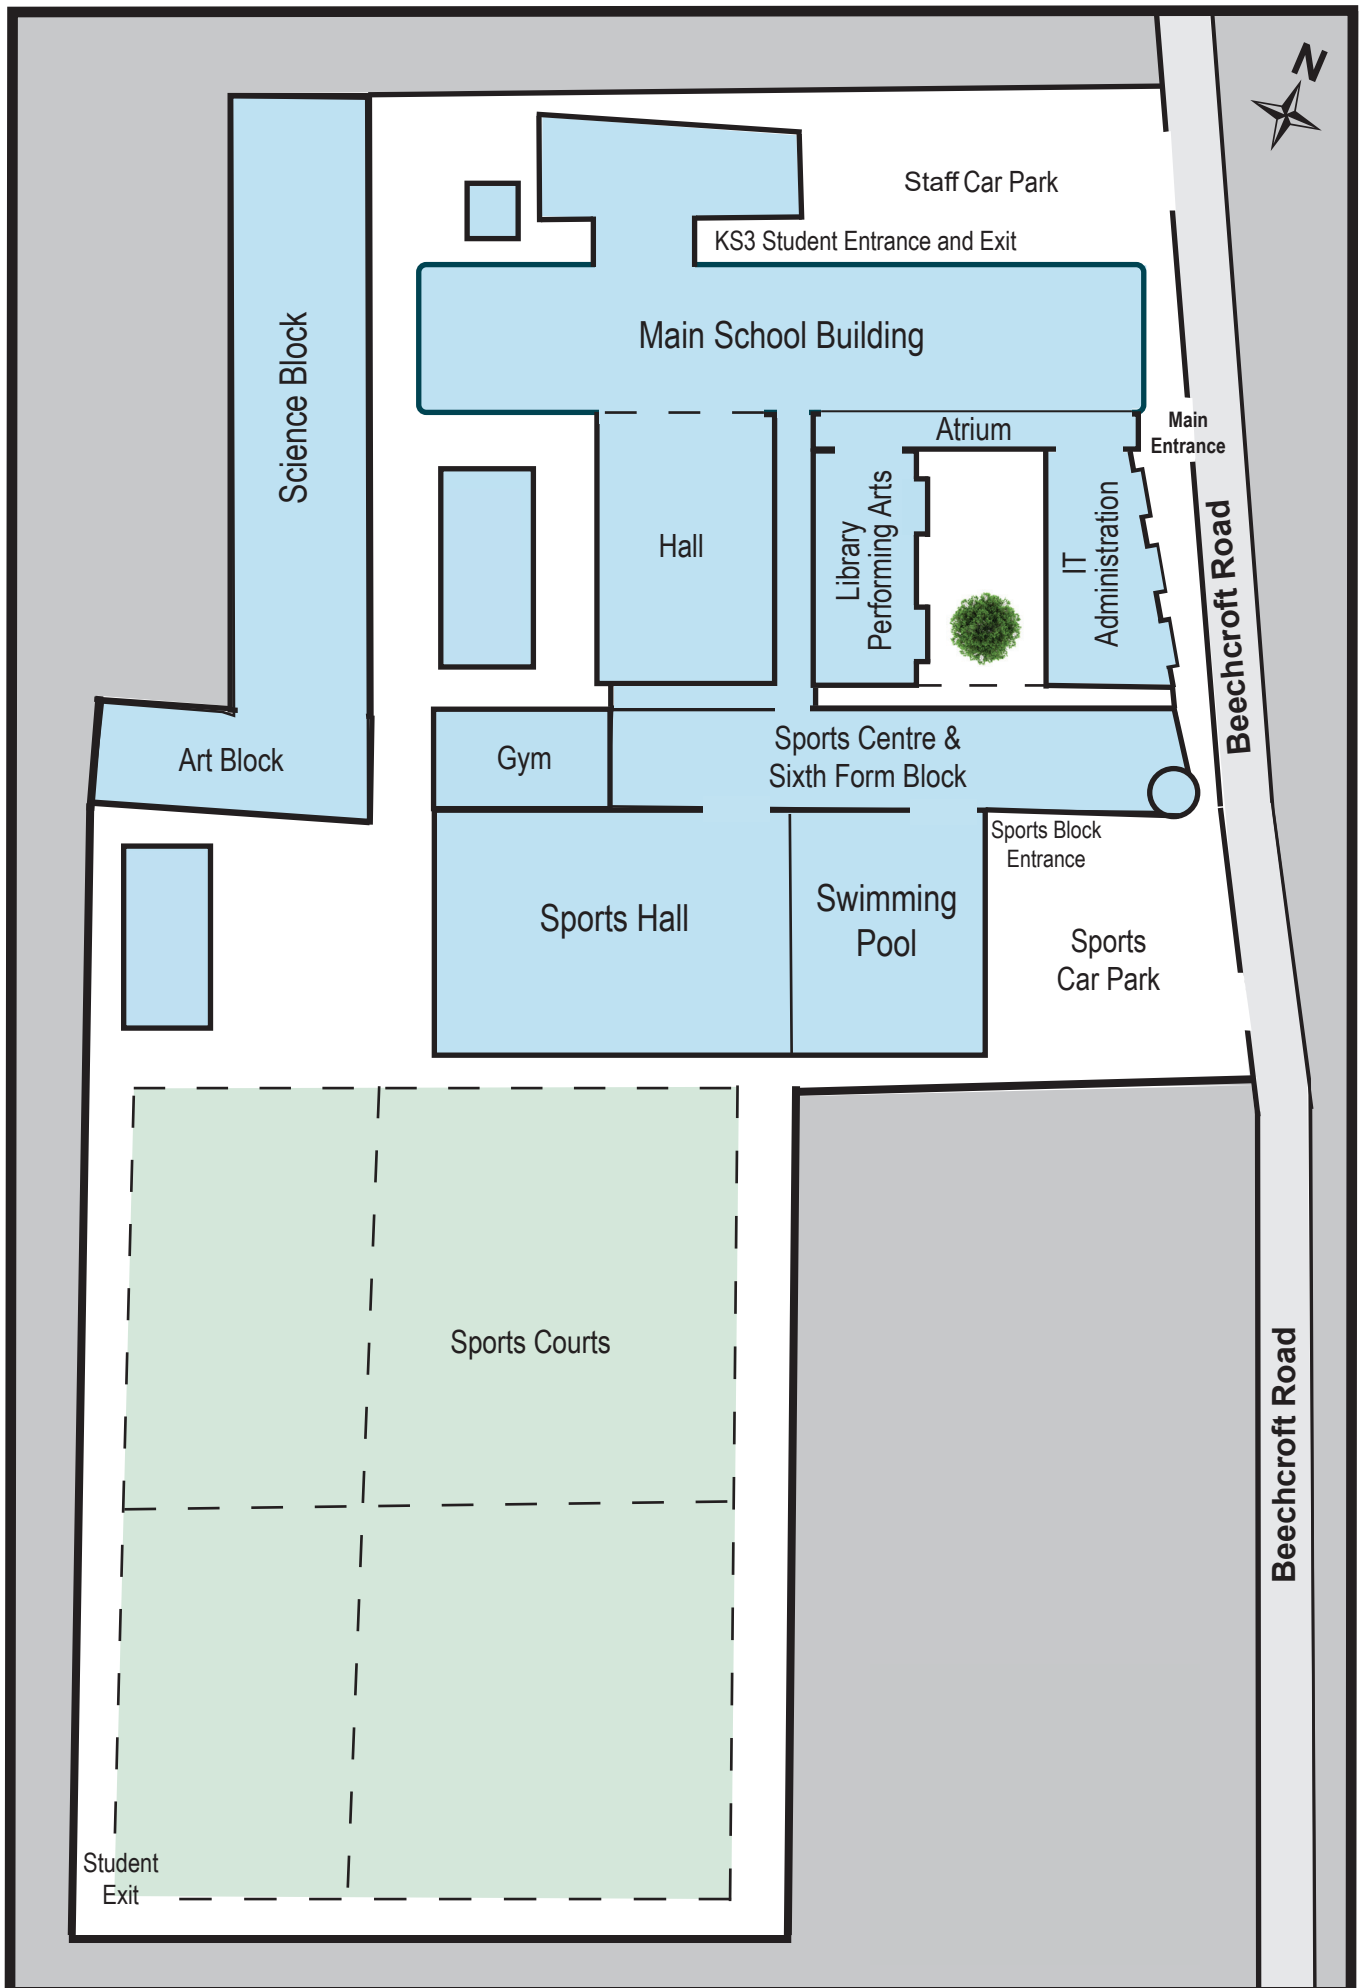 N
Staff Car Park
KS3 Student Entrance and Exit
Main School Building
Science Block
Main
Entrance
Atrium
Hall
Library
Performing Arts
IT
Administration
Beechcroft Road
Art Block
Gym
Sports Centre &
Sixth Form Block
Sports Block
Entrance
Sports Hall
Swimming
Pool
Sports
Car Park
Sports Courts
Beechcroft Road
Student
Exit